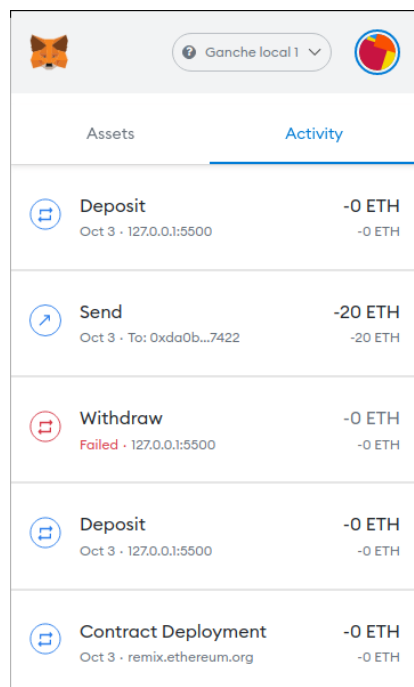 Ganche local 1
Assets Activity
Deposit -0 ETH
Oct 3 · 127.0.0.1:5500 -0 ETH
Send -20 ETH
Oct 3 · To: 0xda0b...7422 -20 ETH
Withdraw -0 ETH
Failed · 127.0.0.1:5500 -0 ETH
Deposit -0 ETH
Oct 3 · 127.0.0.1:5500 -0 ETH
Contract Deployment -0 ETH
Oct 3 · remix.ethereum.org -0 ETH